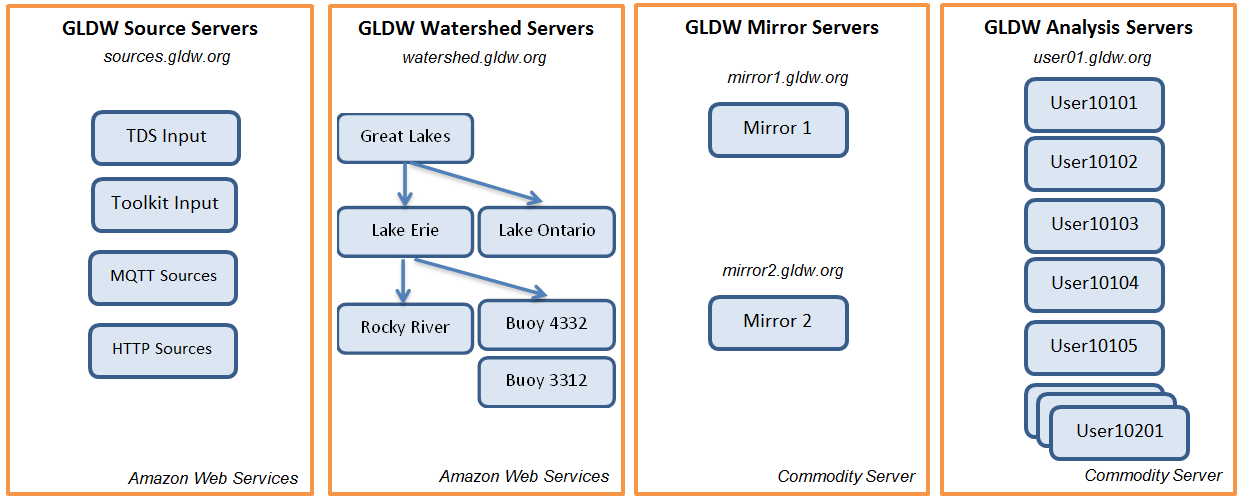 GLDW Source Servers
sources.gldw.org
TDS Input
Toolkit Input
MQTT Sources
HTTP Sources
Amazon Web Services
GLDW Watershed Servers
watershed.gldw.org
Great Lakes
Lake Erie
Lake Ontario
Rocky River
Buoy 4332
Buoy 3312
Amazon Web Services
GLDW Mirror Servers
mirror1.gldw.org
Mirror 1
mirror2.gldw.org
Mirror 2
Commodity Server
GLDW Analysis Servers
user01.gldw.org
User10101
User10102
User10103
User10104
User10105
User10201
Commodity Server